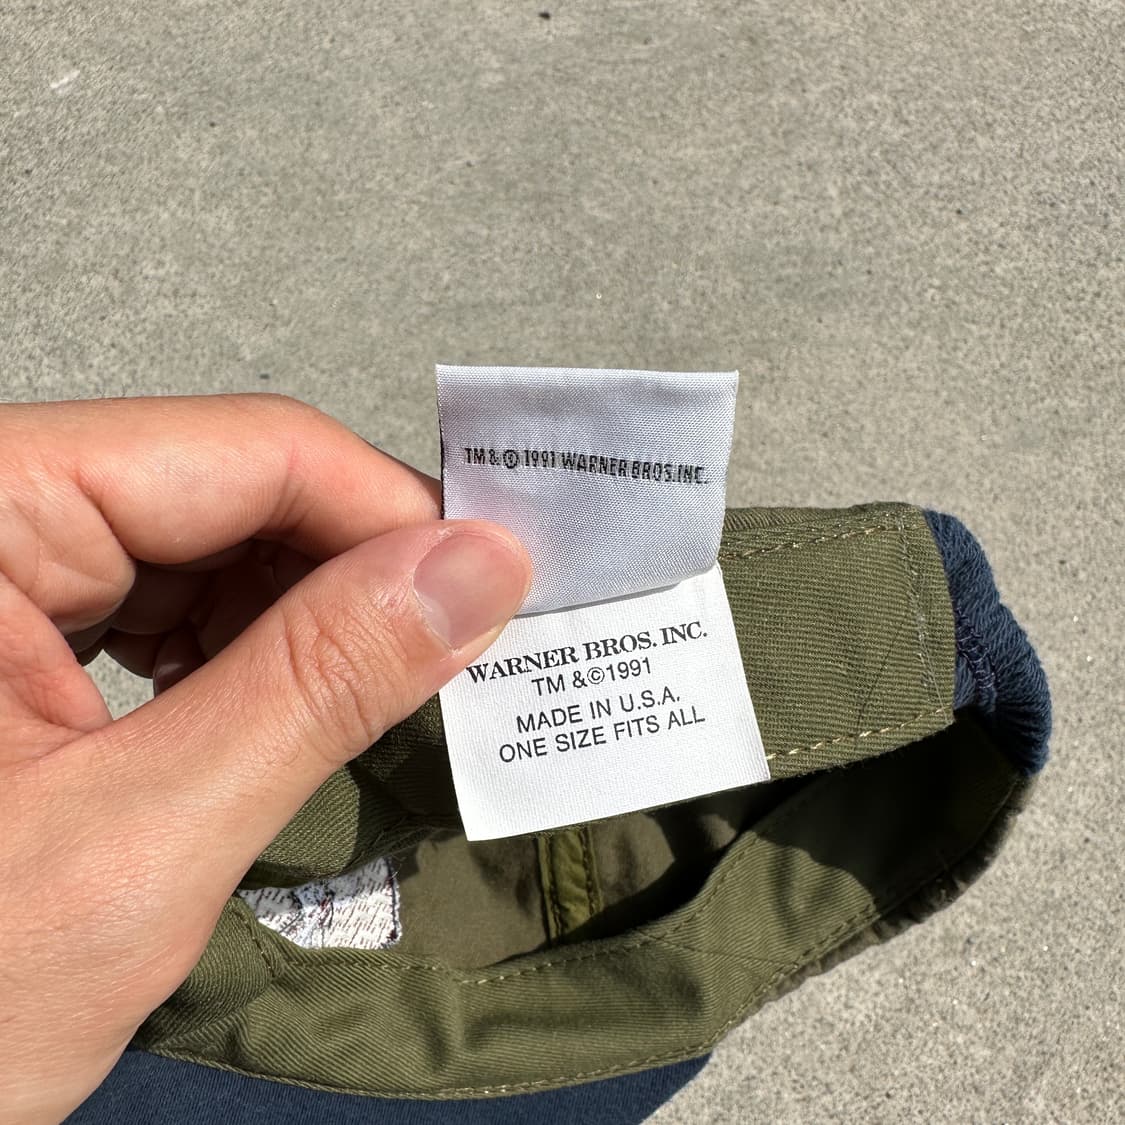 TM & © 1991 WARNER BROS. INC.
WARNER BROS. INC.
TM &©1991
MADE IN U.S.A.
ONE SIZE FITS ALL